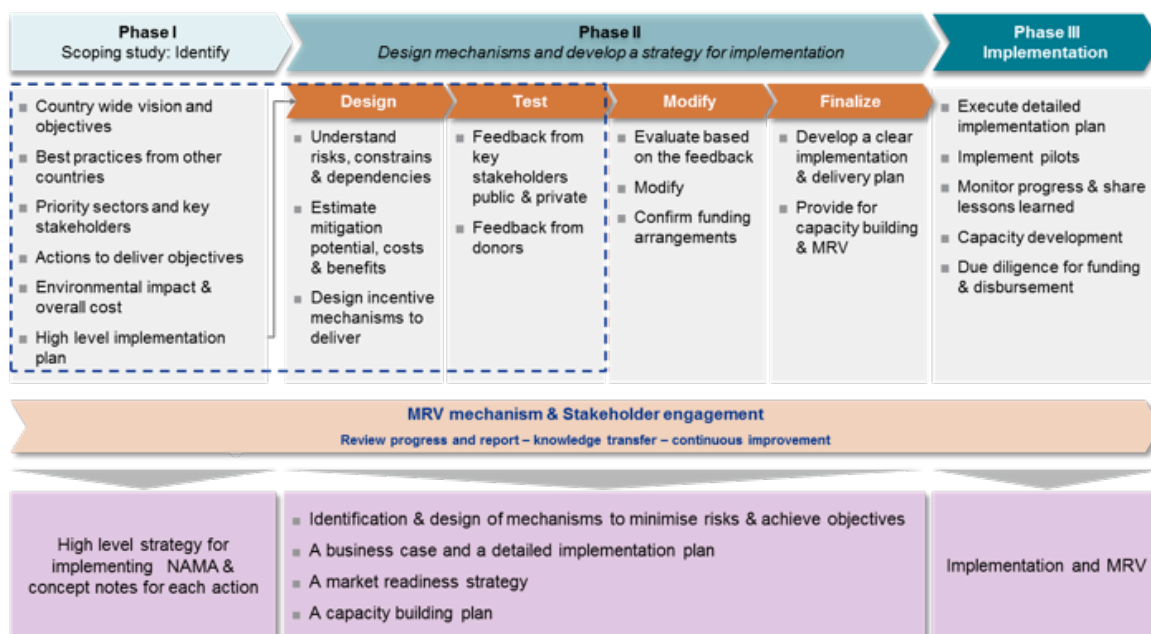 Phase I
Scoping study: Identify
Phase II
Design mechanisms and develop a strategy for implementation
Phase III
Implementation
Country wide vision and
objectives
Best practices from other
countries
Priority sectors and key
stakeholders
Actions to deliver objectives
Environmental impact &
overall cost
High level implementation
plan
Design
Understand
risks, constrains
& dependencies
Estimate
mitigation
potential, costs
& benefits
Design incentive
mechanisms to
deliver
Test
Feedback from
key
stakeholders
public & private
Feedback from
donors
Modify
Evaluate based
on the feedback
Modify
Confirm funding
arrangements
Finalize
Develop a clear
implementation
& delivery plan
Provide for
capacity building
& MRV
Execute detailed
implementation plan
Implement pilots
Monitor progress & share
lessons learned
Capacity development
Due diligence for funding
& disbursement
MRV mechanism & Stakeholder engagement
Review progress and report – knowledge transfer – continuous improvement
High level strategy for
implementing NAMA &
concept notes for each action
Identification & design of mechanisms to minimise risks & achieve objectives
A business case and a detailed implementation plan
A market readiness strategy
A capacity building plan
Implementation and MRV